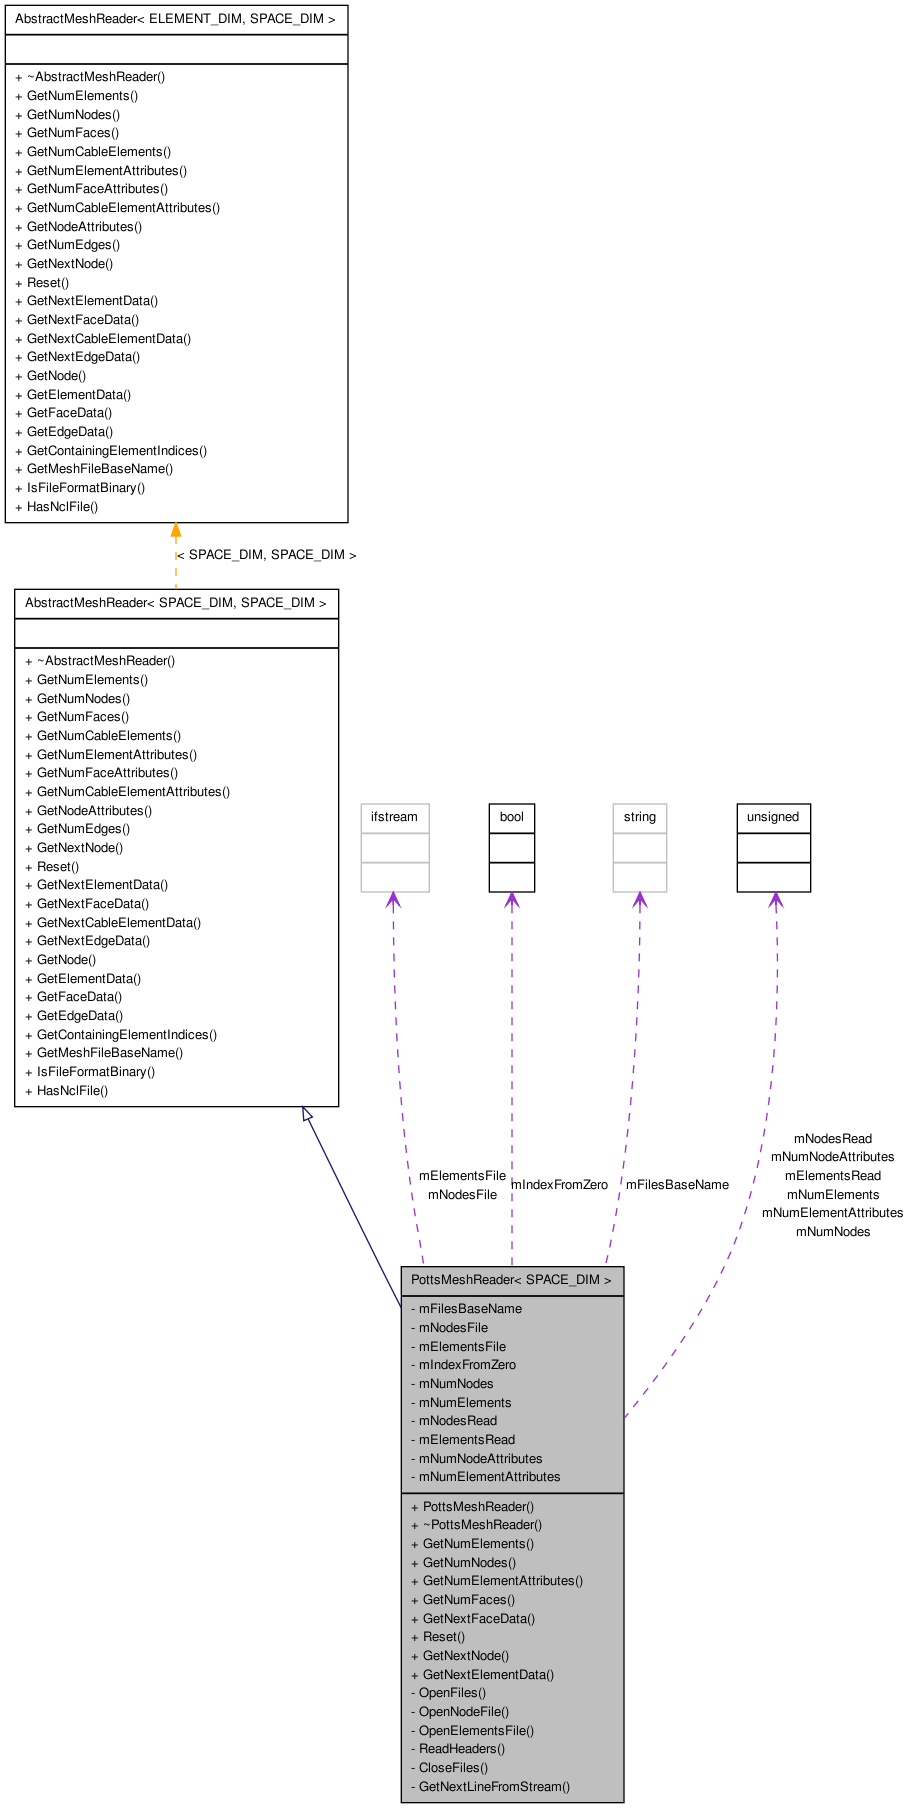 AbstractMeshReader< ELEMENT_DIM, SPACE_DIM >
+ ~AbstractMeshReader()
+ GetNumElements()
+ GetNumNodes()
+ GetNumFaces()
+ GetNumCableElements()
+ GetNumElementAttributes()
+ GetNumFaceAttributes()
+ GetNumCableElementAttributes()
+ GetNodeAttributes()
+ GetNumEdges()
+ GetNextNode()
+ Reset()
+ GetNextElementData()
+ GetNextFaceData()
+ GetNextCableElementData()
+ GetNextEdgeData()
+ GetNode()
+ GetElementData()
+ GetFaceData()
+ GetEdgeData()
+ GetContainingElementIndices()
+ GetMeshFileBaseName()
+ IsFileFormatBinary()
+ HasNclFile()
< SPACE_DIM, SPACE_DIM >
AbstractMeshReader< SPACE_DIM, SPACE_DIM >
+ ~AbstractMeshReader()
+ GetNumElements()
+ GetNumNodes()
+ GetNumFaces()
+ GetNumCableElements()
+ GetNumElementAttributes()
+ GetNumFaceAttributes()
+ GetNumCableElementAttributes()
+ GetNodeAttributes()
+ GetNumEdges()
+ GetNextNode()
+ Reset()
+ GetNextElementData()
+ GetNextFaceData()
+ GetNextCableElementData()
+ GetNextEdgeData()
+ GetNode()
+ GetElementData()
+ GetFaceData()
+ GetEdgeData()
+ GetContainingElementIndices()
+ GetMeshFileBaseName()
+ IsFileFormatBinary()
+ HasNclFile()
ifstream
bool
string
unsigned
mElementsFile
mNodesFile
mIndexFromZero
mFilesBaseName
mNodesRead
mNumNodeAttributes
mElementsRead
mNumElements
mNumElementAttributes
mNumNodes
PottsMeshReader< SPACE_DIM >
- mFilesBaseName
- mNodesFile
- mElementsFile
- mIndexFromZero
- mNumNodes
- mNumElements
- mNodesRead
- mElementsRead
- mNumNodeAttributes
- mNumElementAttributes
+ PottsMeshReader()
+ ~PottsMeshReader()
+ GetNumElements()
+ GetNumNodes()
+ GetNumElementAttributes()
+ GetNumFaces()
+ GetNextFaceData()
+ Reset()
+ GetNextNode()
+ GetNextElementData()
- OpenFiles()
- OpenNodeFile()
- OpenElementsFile()
- ReadHeaders()
- CloseFiles()
- GetNextLineFromStream()